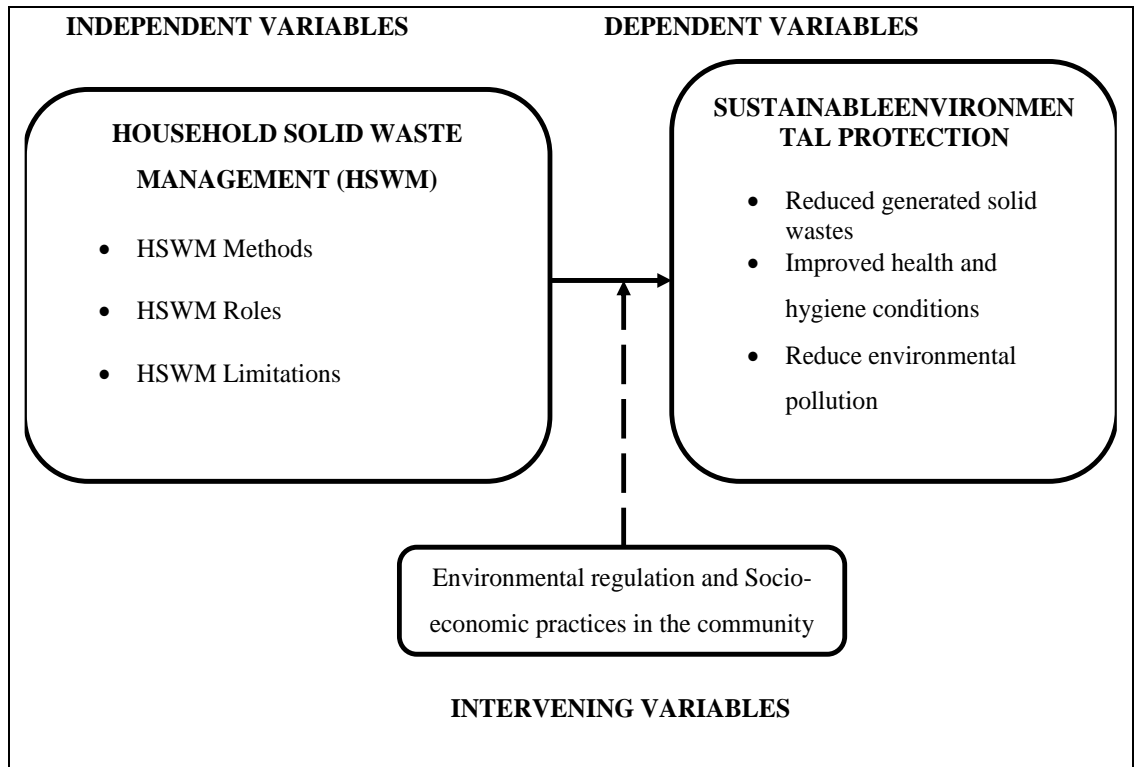 INDEPENDENT VARIABLES
DEPENDENT VARIABLES
HOUSEHOLD SOLID WASTE
MANAGEMENT (HSWM)
• HSWM Methods
• HSWM Roles
• HSWM Limitations
SUSTAINABLEENVIRONMEN
TAL PROTECTION
• Reduced generated solid
wastes
• Improved health and
hygiene conditions
• Reduce environmental
pollution
Environmental regulation and Socio-
economic practices in the community
INTERVENING VARIABLES